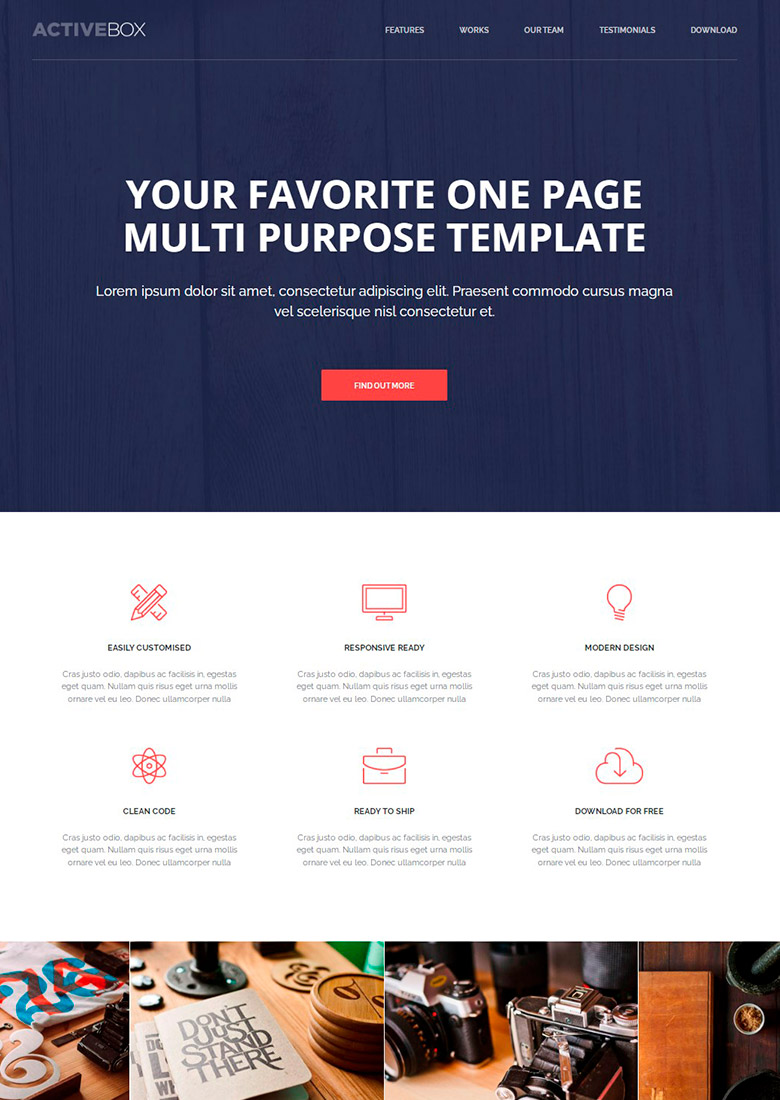 ACTIVEBOX
FEATURES WORKS OUR TEAM TESTIMONIALS DOWNLOAD
YOUR FAVORITE ONE PAGE
MULTI PURPOSE TEMPLATE
Lorem ipsum dolor sit amet, consectetur adipiscing elit. Praesent commodo cursus magna
vel scelerisque nisl consectetur et.
FIND OUT MORE
EASILY CUSTOMISED
Cras justo odio, dapibus ac facilisis in, egestas
eget quam. Nullam quis risus eget urna mollis
ornare vel eu leo. Donec ullamcorper nulla
RESPONSIVE READY
Cras justo odio, dapibus ac facilisis in, egestas
eget quam. Nullam quis risus eget urna mollis
ornare vel eu leo. Donec ullamcorper nulla
MODERN DESIGN
Cras justo odio, dapibus ac facilisis in, egestas
eget quam. Nullam quis risus eget urna mollis
ornare vel eu leo. Donec ullamcorper nulla
CLEAN CODE
Cras justo odio, dapibus ac facilisis in, egestas
eget quam. Nullam quis risus eget urna mollis
ornare vel eu leo. Donec ullamcorper nulla
READY TO SHIP
Cras justo odio, dapibus ac facilisis in, egestas
eget quam. Nullam quis risus eget urna mollis
ornare vel eu leo. Donec ullamcorper nulla
DOWNLOAD FOR FREE
Cras justo odio, dapibus ac facilisis in, egestas
eget quam. Nullam quis risus eget urna mollis
ornare vel eu leo. Donec ullamcorper nulla
&
DON'T
JUST
STAND
THERE